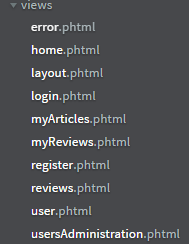 views
error.phtml
home.phtml
layout.phtml
login.phtml
myArticles.phtml
myReviews.phtml
register.phtml
reviews.phtml
user.phtml
usersAdministration.phtml